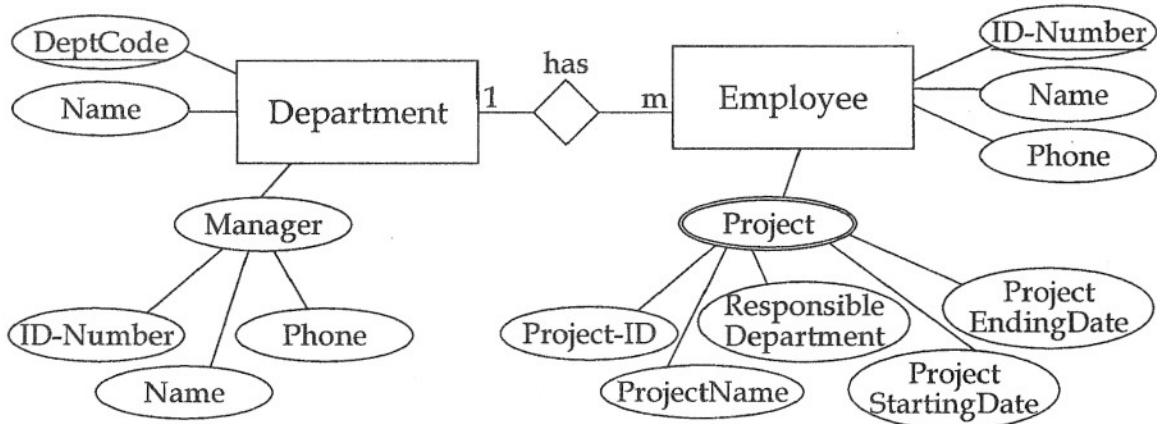 DeptCode
Name
Department
Manager
ID-Number
Name
Phone
1
has
m
Employee
ID-Number
Name
Phone
Project
Project-ID
ProjectName
Responsible
Department
Project
StartingDate
Project
EndingDate